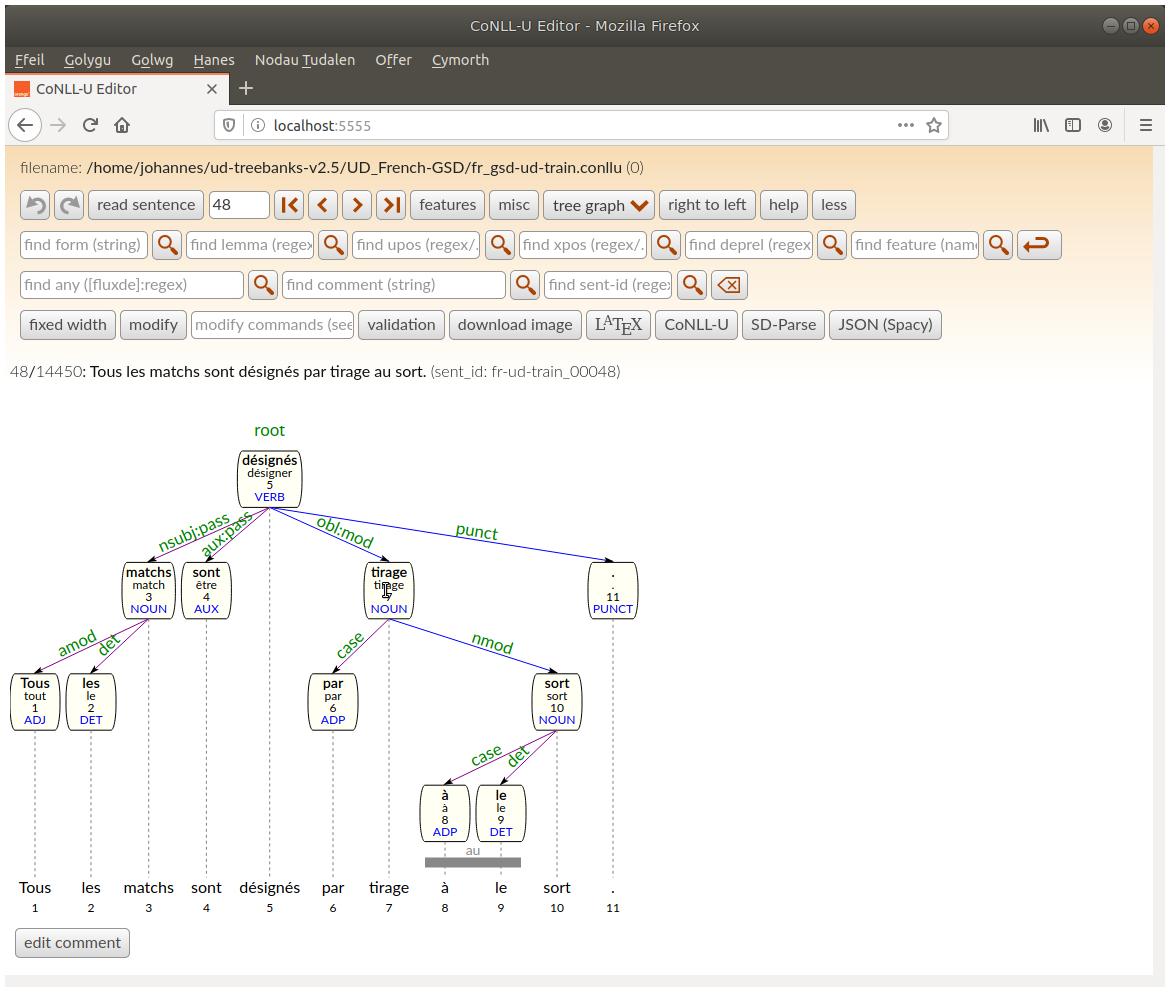 CoNLL-U Editor - Mozilla Firefox
Ffeil Golygu Golwg Hanes Nodau Tudalen Offer Cymorth
CoNLL-U Editor
localhost:5555
filename: /home/johannes/ud-treebanks-v2.5/UD_French-GSD/fr_gsd-ud-train.conllu (0)
read sentence 48 features misc tree graph right to left help less
find form (string) find lemma (regex find upos (regex/. find xpos (regex/. find deprel (regex find feature (name
find any ([fluxde]:regex) find comment (string) find sent-id (regex
fixed width modify modify commands (see validation download image LATEX CoNLL-U SD-Parse JSON (Spacy)
48/14450: Tous les matchs sont désignés par tirage au sort. (sent_id: fr-ud-train_00048)
root
désignés
désigner
5
VERB
nsubj:pass aux:pass obl:mod punct
matchs sont tirage .
match être tirage .
3 4 7 11
NOUN AUX NOUN PUNCT
amod det case nmod
Tous les par sort
tout le par sort
1 2 6 10
ADJ DET ADP NOUN
case det
à le
à le
8 9
ADP DET
au
Tous les matchs sont désignés par tirage à le sort .
1 2 3 4 5 6 7 8 9 10 11
edit comment